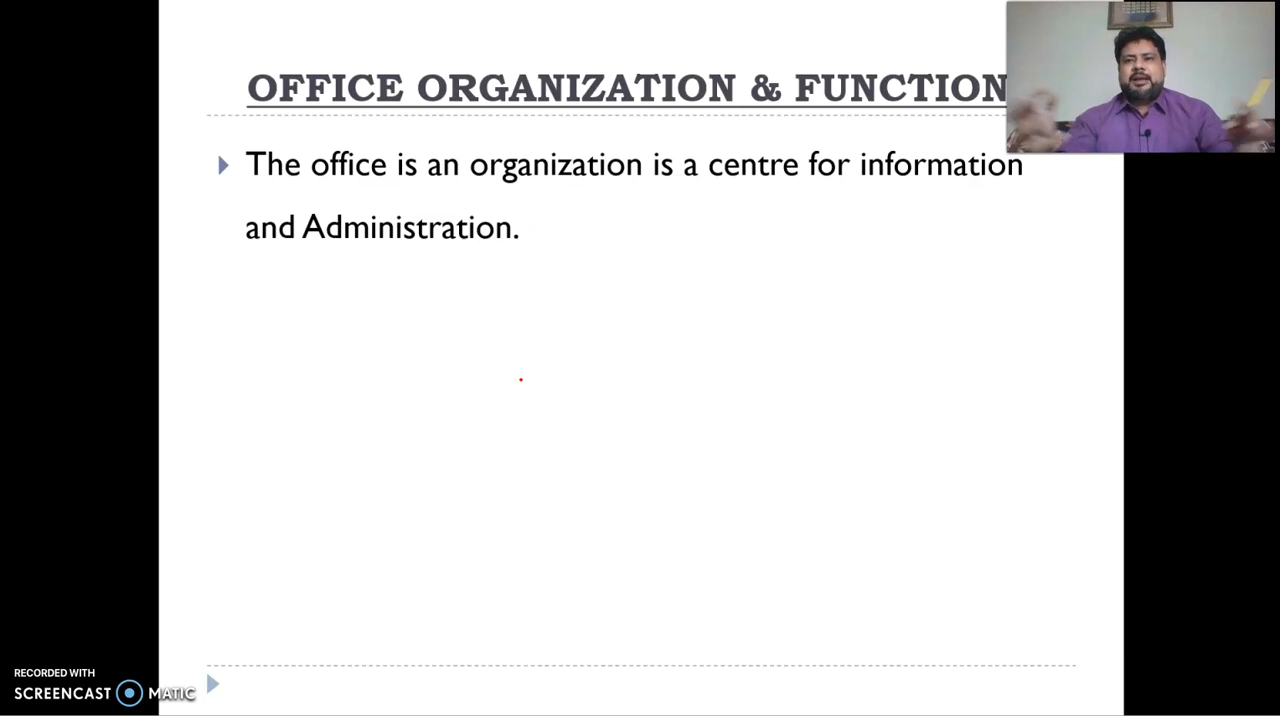 OFFICE ORGANIZATION & FUNCTION
The office is an organization is a centre for information
and Administration.
RECORDED WITH
SCREENCAST MATIC